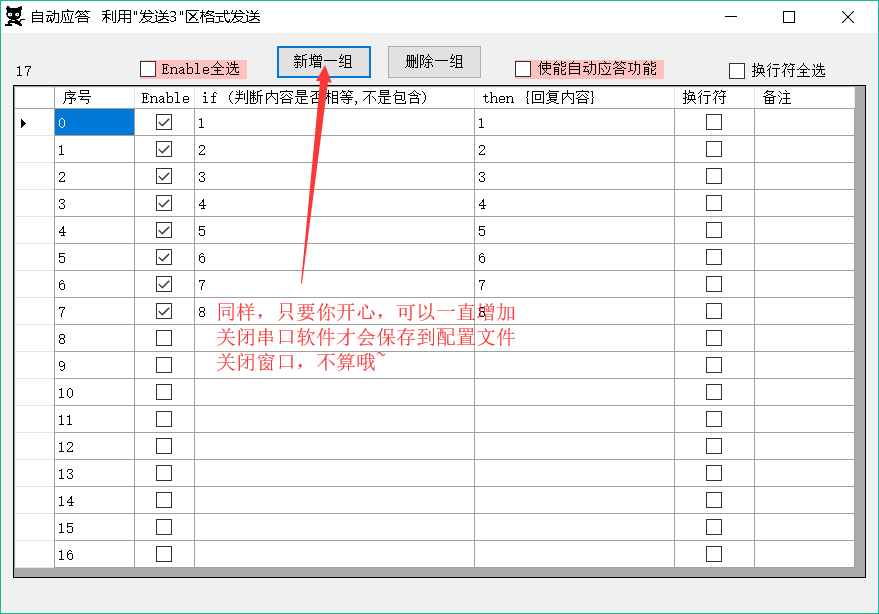 自动应答 利用"发送3"区格式发送
17 Enable全选 新增一组 删除一组 使能自动应答功能 换行符全选
序号 Enable if (判断内容是否相等,不是包含) then {回复内容} 换行符 备注
0 1 1
1 2 2
2 3 3
3 4 4
4 5 5
5 6 6
6 7 7
7 8 8
同样，只要你开心，可以一直增加
关闭串口软件才会保存到配置文件
8
关闭窗口，不算哦~
9
10
11
12
13
14
15
16